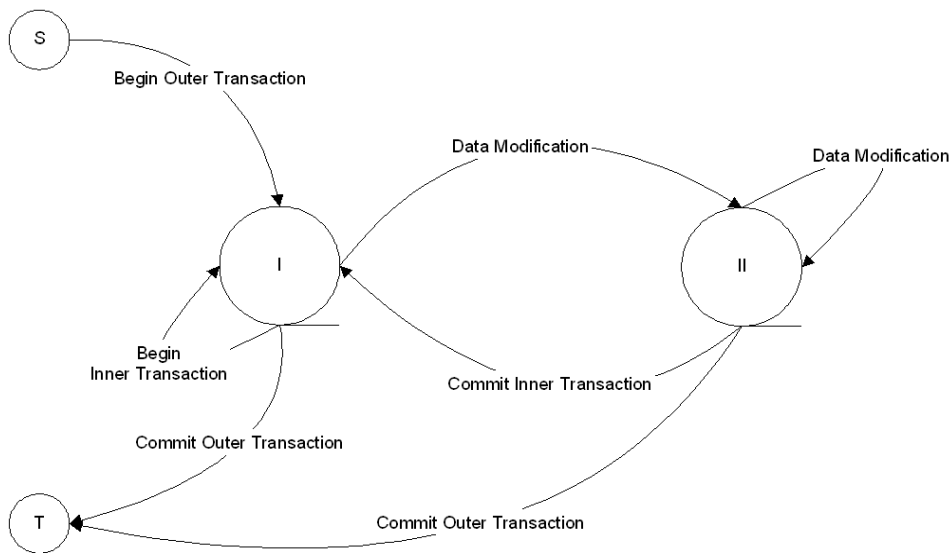 S
Begin Outer Transaction
Data Modification
Data Modification
I
II
Begin
Inner Transaction
Commit Inner Transaction
Commit Outer Transaction
T
Commit Outer Transaction